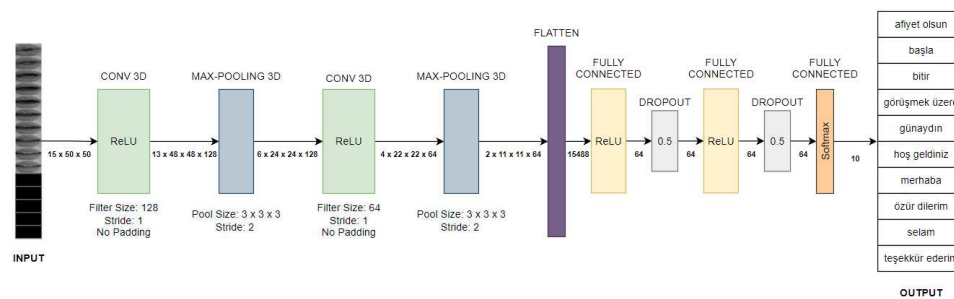 FLATTEN
CONV 3D
MAX-POOLING 3D
CONV 3D
MAX-POOLING 3D
FULLY
CONNECTED
FULLY
CONNECTED
FULLY
CONNECTED
DROPOUT
DROPOUT
ReLU
ReLU
ReLU
0.5
ReLU
0.5
Softmax
15 x 50 x 50
13 x 48 x 48 x 128
6 x 24 x 24 x 128
4 x 22 x 22 x 64
2 x 11 x 11 x 64
15488
64
64
64
64
10
Filter Size: 128
Stride: 1
No Padding
Pool Size: 3 x 3 x 3
Stride: 2
Filter Size: 64
Stride: 1
No Padding
Pool Size: 3 x 3 x 3
Stride: 2
INPUT
afiyet olsun
başla
bitir
görüşmek üzere
günaydın
hoş geldiniz
merhaba
özür dilerim
selam
teşekkür ederim
OUTPUT